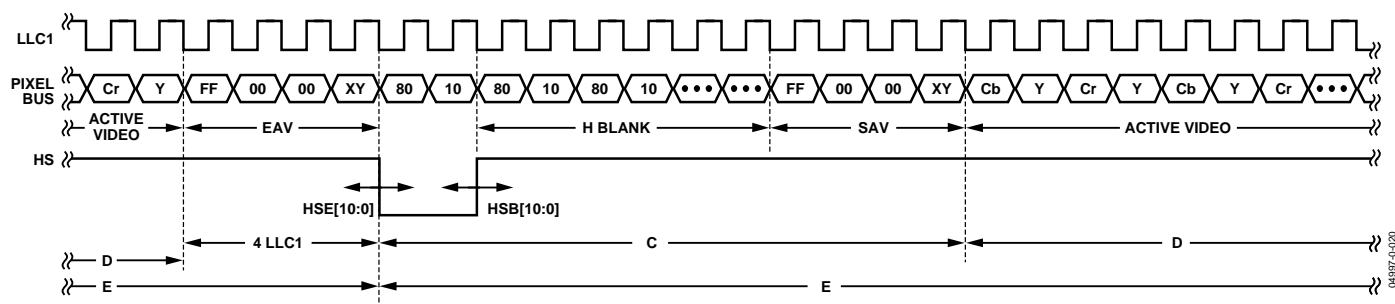 LLC1
PIXEL BUS Cr Y FF 00 00 XY 80 10 80 10 80 10 ••• ••• FF 00 00 XY Cb Y Cr Y Cb Y Cr •••
ACTIVE VIDEO EAV H BLANK SAV ACTIVE VIDEO
HS
HSE[10:0] HSB[10:0]
4 LLC1 C D
D
E E
04997-0-020